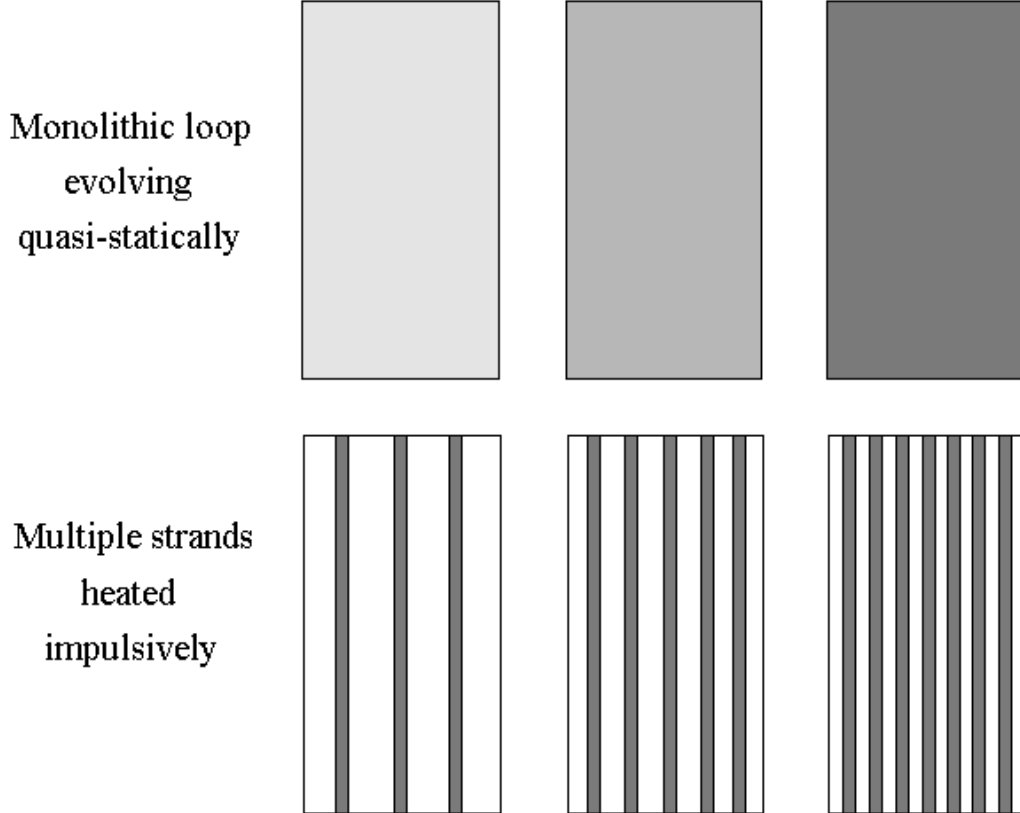 Monolithic loop
evolving
quasi-statically
Multiple strands
heated
impulsively